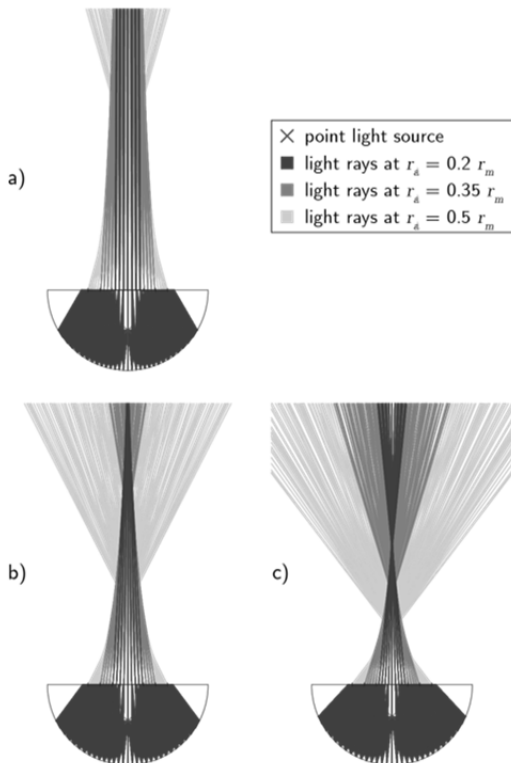 × point light source
light rays at r_a = 0.2 r_m
light rays at r_a = 0.35 r_m
light rays at r_a = 0.5 r_m
a)
b)
c)